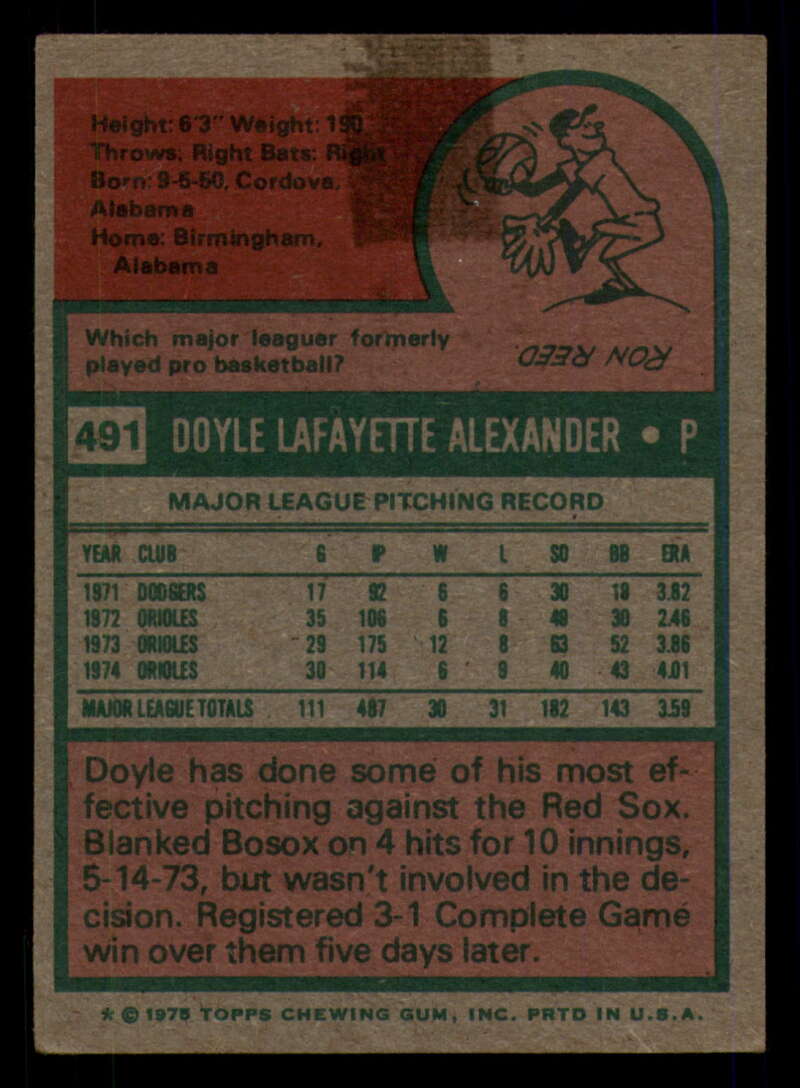 Height: 6'3" Weight: 190
Throws: Right Bats: Right
Born: 9-5-50, Cordova,
Alabama
Home: Birmingham,
Alabama
Which major leaguer formerly
played pro basketball?
RON REED
491 DOYLE LAFAYETTE ALEXANDER • P
MAJOR LEAGUE PITCHING RECORD
YEAR CLUB G IP W L SO BB ERA
1971 DODGERS 17 92 6 6 30 18 3.82
1972 ORIOLES 35 106 6 8 49 30 2.46
1973 ORIOLES 29 175 12 8 63 52 3.86
1974 ORIOLES 30 114 6 9 40 43 4.01
MAJOR LEAGUE TOTALS 111 487 30 31 182 143 3.59
Doyle has done some of his most ef-
fective pitching against the Red Sox.
Blanked Bosox on 4 hits for 10 innings,
5-14-73, but wasn't involved in the de-
cision. Registered 3-1 Complete Game
win over them five days later.
* © 1975 TOPPS CHEWING GUM, INC. PRTD IN U.S.A.